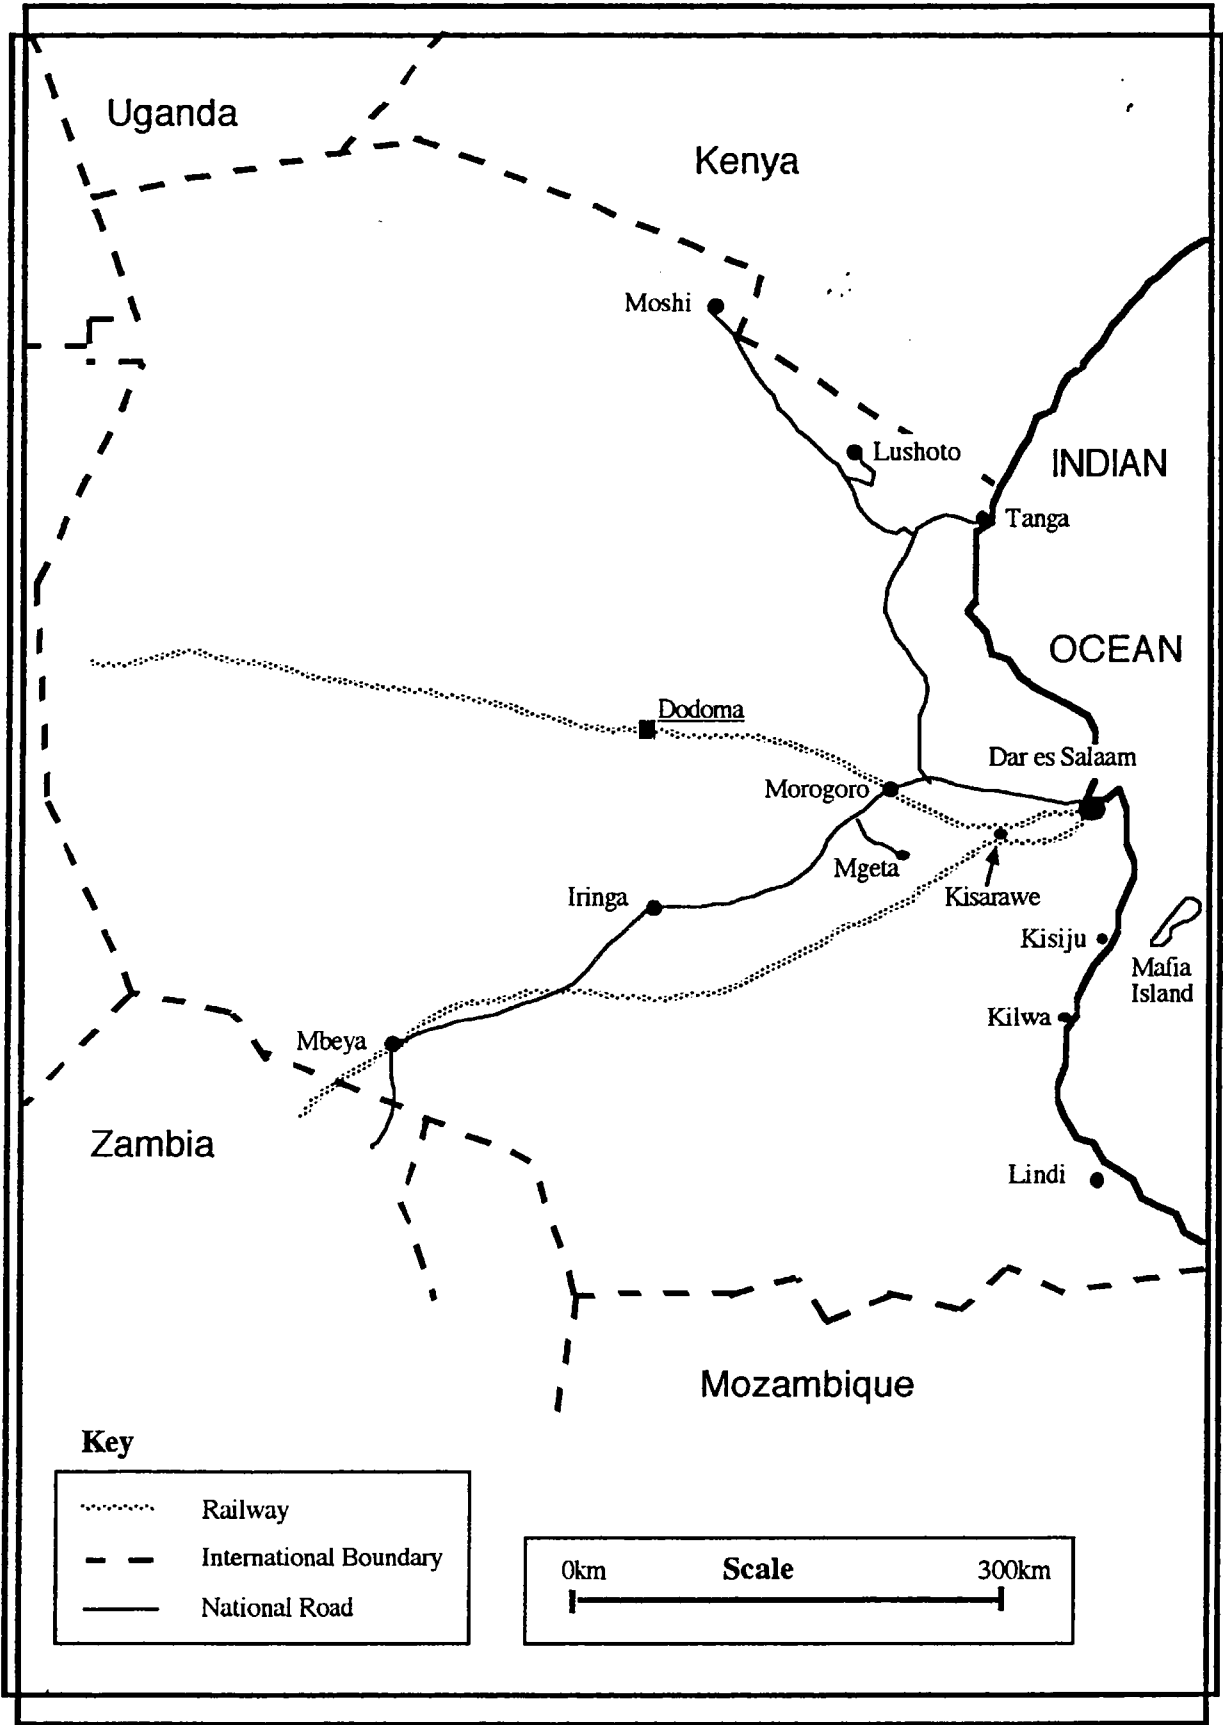 Uganda
Kenya
Moshi
Lushoto
INDIAN
Tanga
OCEAN
Dodoma
Dar es Salaam
Morogoro
Mgeta
Iringa
Kisarawe
Kisiju
Mafia
Island
Kilwa
Mbeya
Zambia
Lindi
Mozambique
Key
Railway
International Boundary
National Road
0km Scale 300km